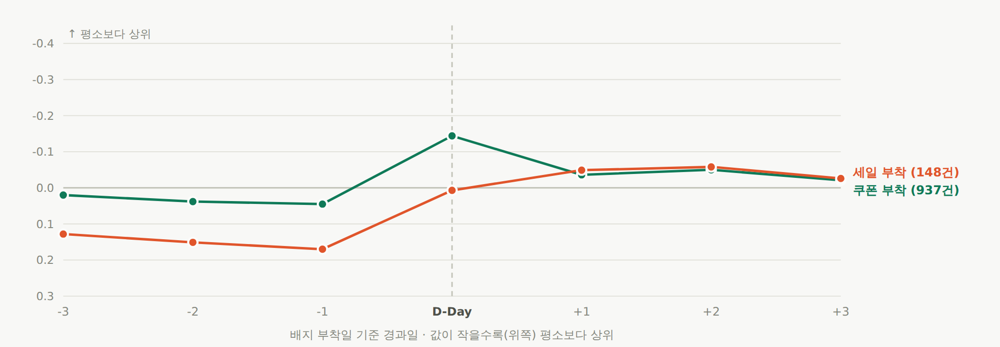 ↑ 평소보다 상위
-0.4
-0.3
-0.2
-0.1
0.0
0.1
0.2
0.3
세일 부착 (148건)
쿠폰 부착 (937건)
-3 -2 -1 D-Day +1 +2 +3
배지 부착일 기준 경과일 · 값이 작을수록(위쪽) 평소보다 상위